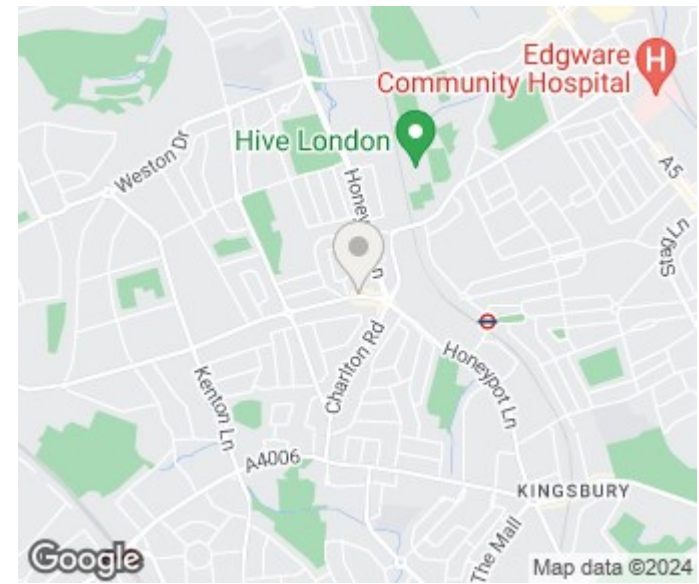 Edgware
Community Hospital
H
Hive London
Weston Dr
Honey
Ln
A5
Stag Ln
Charlton Rd
Honeypot Ln
Kenton Ln
A4006
KINGSBURY
The Mall
Google
Map data ©2024